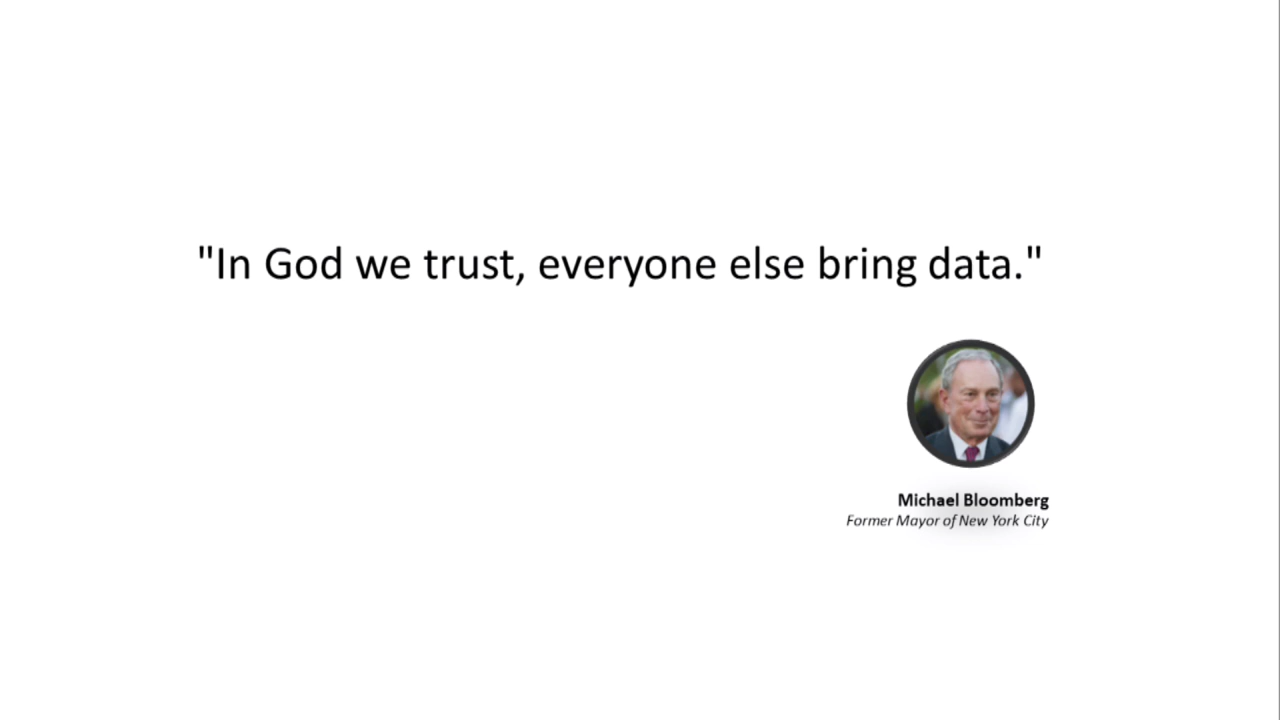 "In God we trust, everyone else bring data."
Michael Bloomberg
Former Mayor of New York City